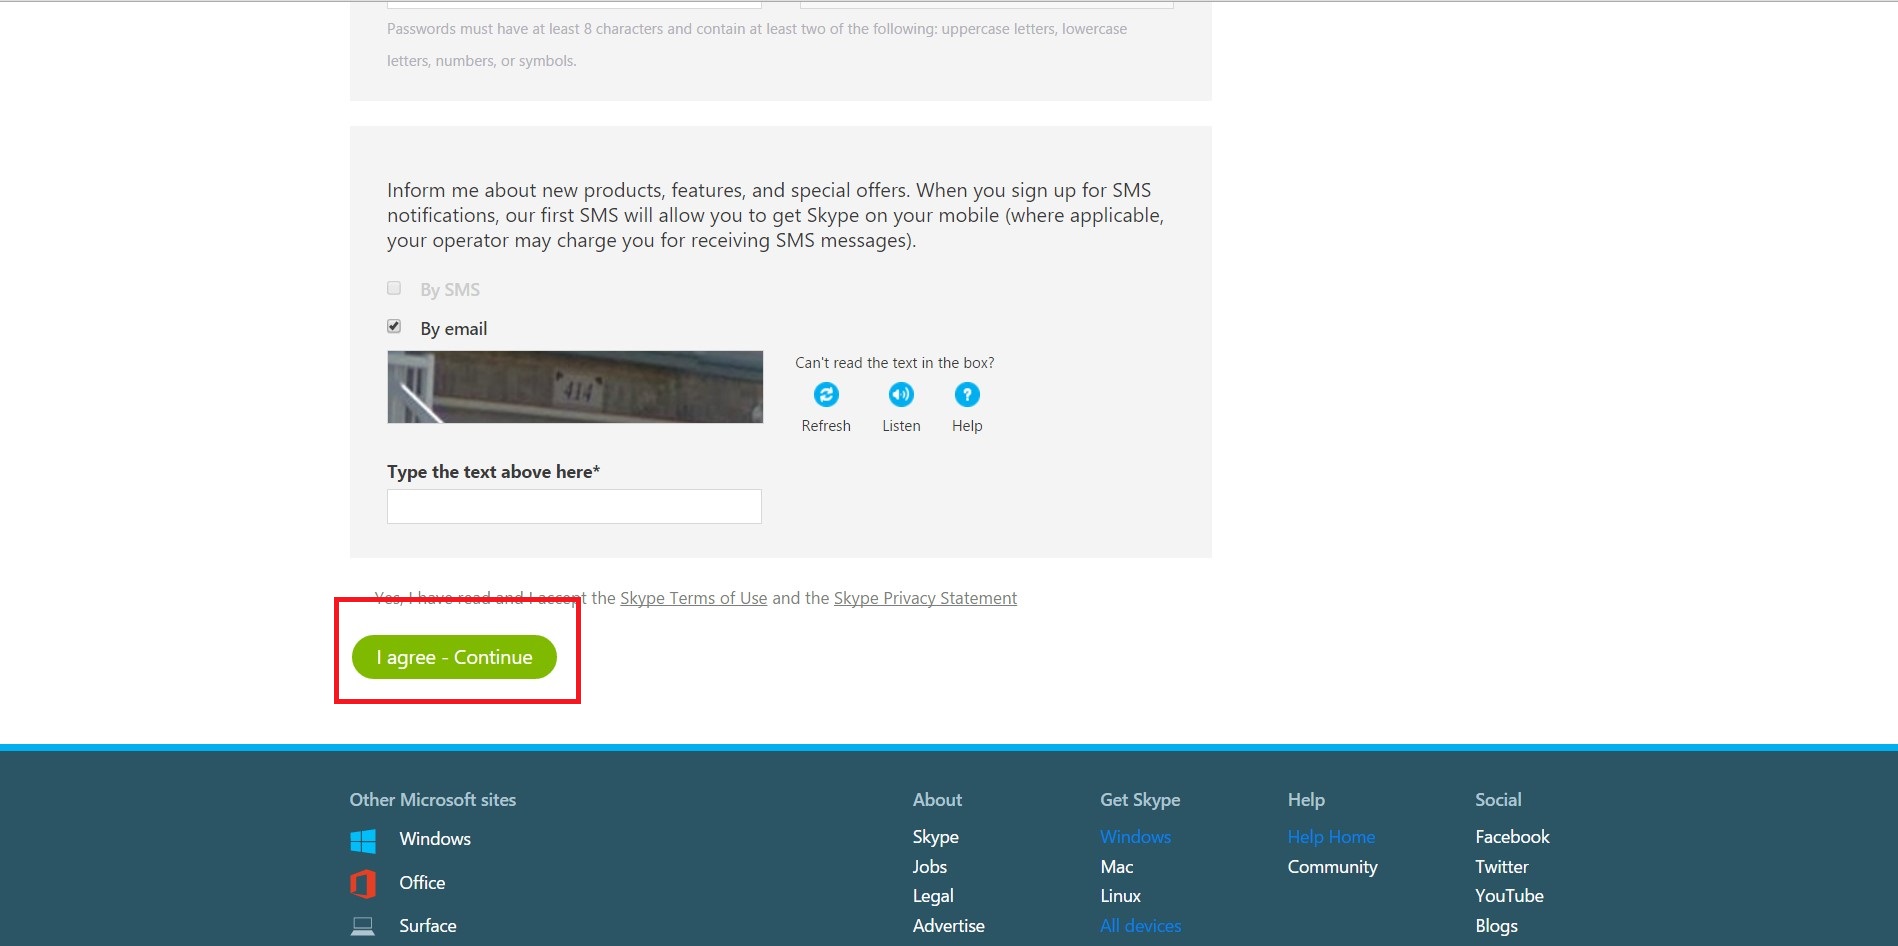 Passwords must have at least 8 characters and contain at least two of the following: uppercase letters, lowercase
letters, numbers, or symbols.
Inform me about new products, features, and special offers. When you sign up for SMS
notifications, our first SMS will allow you to get Skype on your mobile (where applicable,
your operator may charge you for receiving SMS messages).
By SMS
By email
414
Can't read the text in the box?
Refresh Listen Help
Type the text above here*
Yes, I have read and I accept the Skype Terms of Use and the Skype Privacy Statement
I agree - Continue
Other Microsoft sites
Windows
Office
Surface
About
Skype
Jobs
Legal
Advertise
Get Skype
Windows
Mac
Linux
All devices
Help
Help Home
Community
Social
Facebook
Twitter
YouTube
Blogs